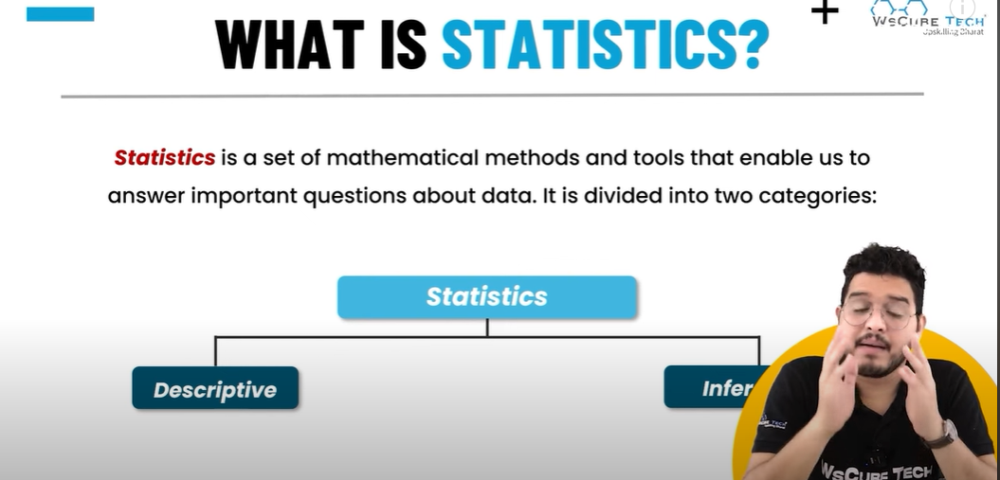 WHAT IS STATISTICS?
WsCube Tech
Upskilling Bharat
Statistics is a set of mathematical methods and tools that enable us to
answer important questions about data. It is divided into two categories:
Statistics
Descriptive
Infer
WsCube Tech